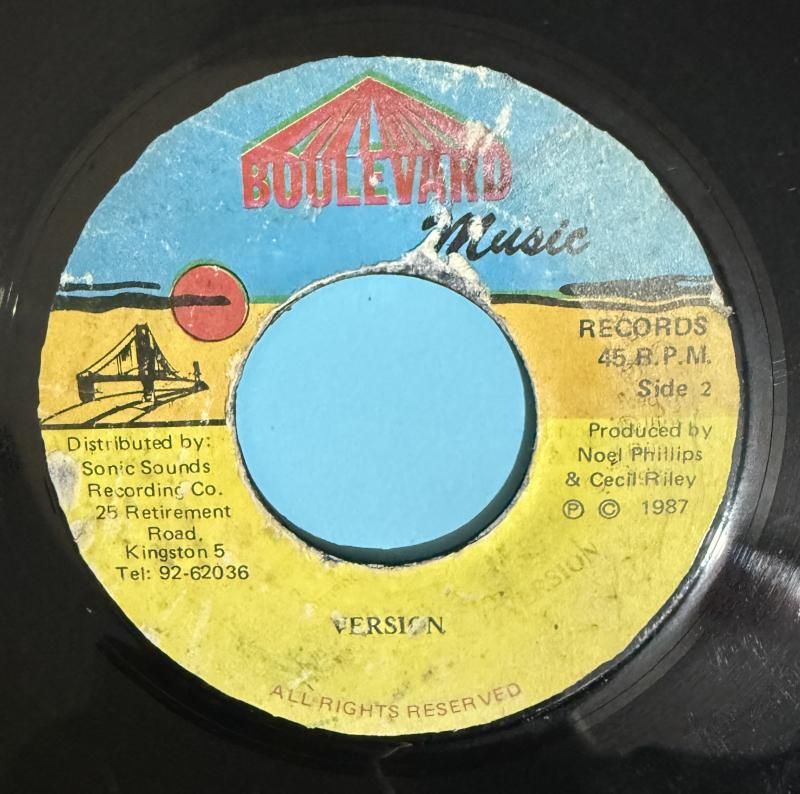 BOULEVARD
Music
RECORDS
45 R.P.M.
Side 2
Produced by
Noel Phillips
& Cecil Riley
Ⓟ © 1987
Distributed by:
Sonic Sounds
Recording Co.
25 Retirement
Road,
Kingston 5
Tel: 92-62036
VERSION
VERSION
ALL RIGHTS RESERVED